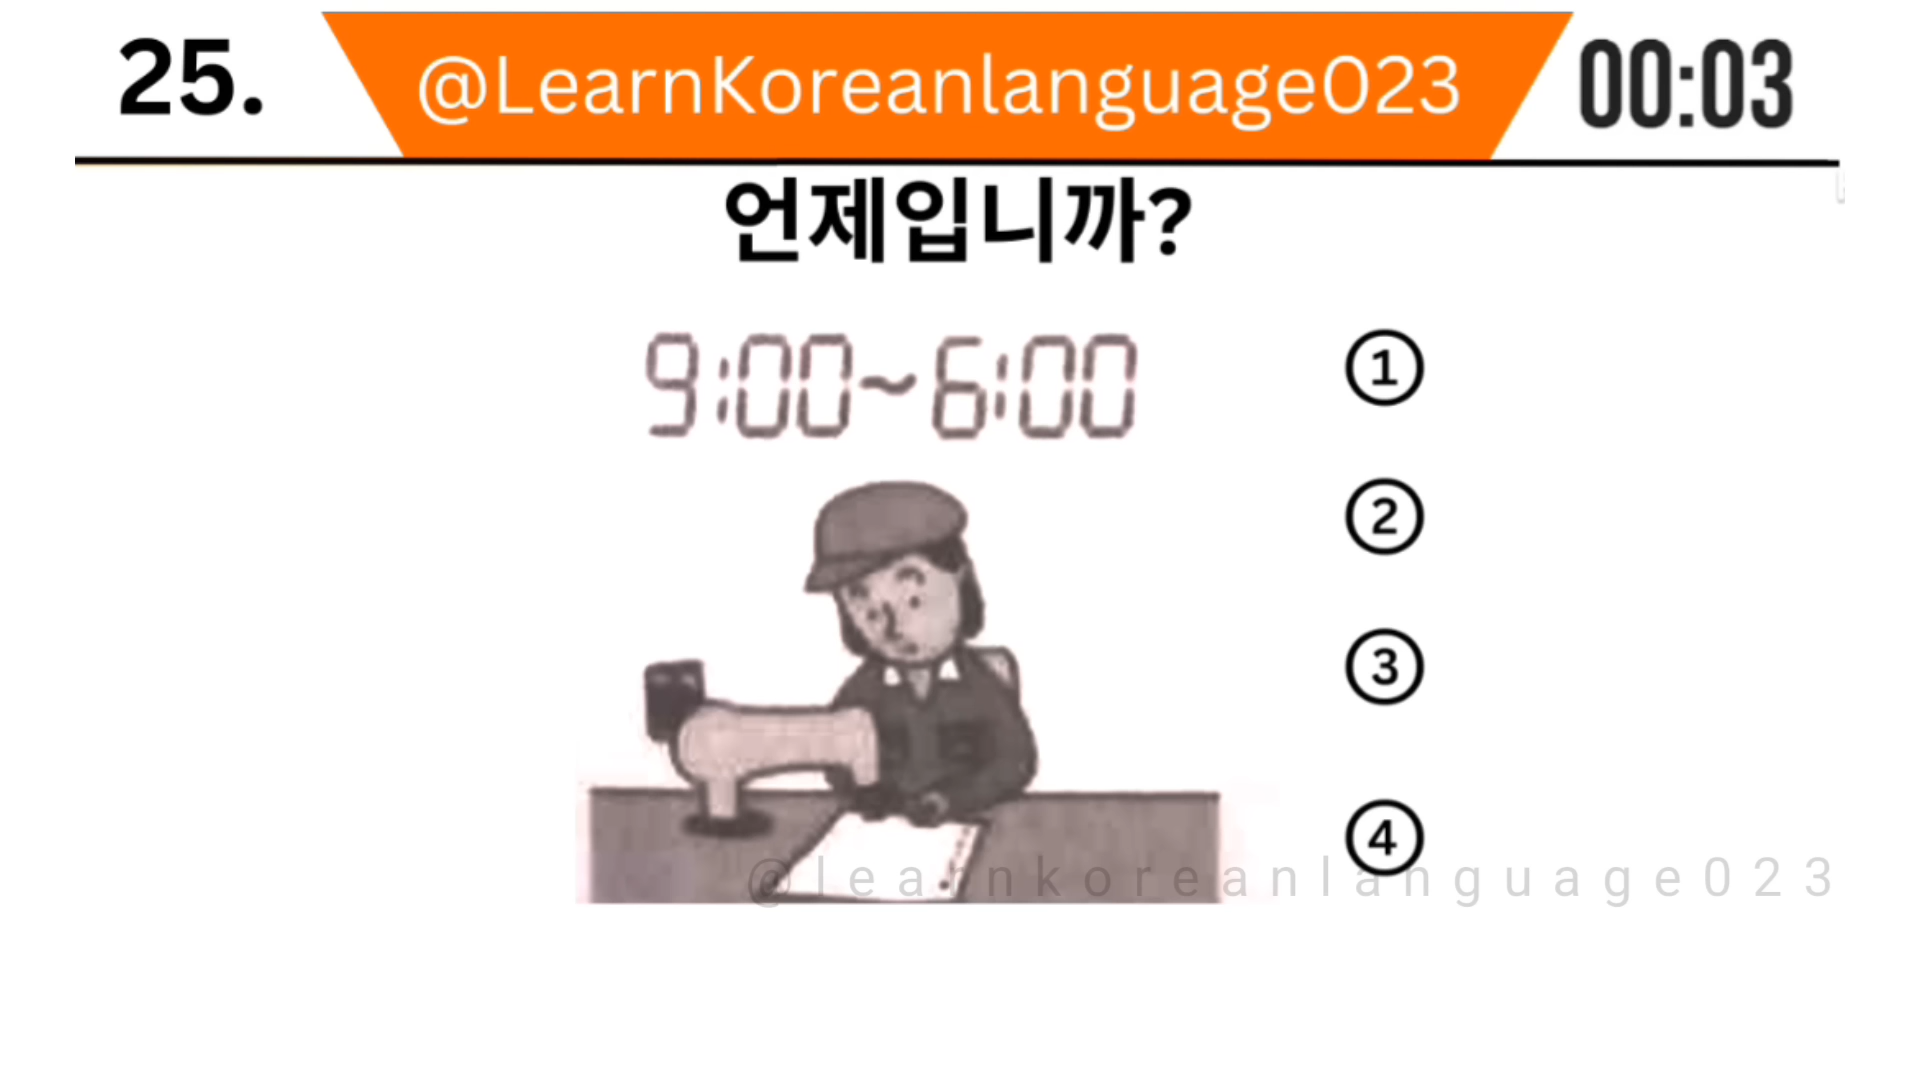 25.
@LearnKoreanlanguage023
00:03
언제입니까?
9:00~6:00
①
②
③
④
@learnkoreanlanguage023